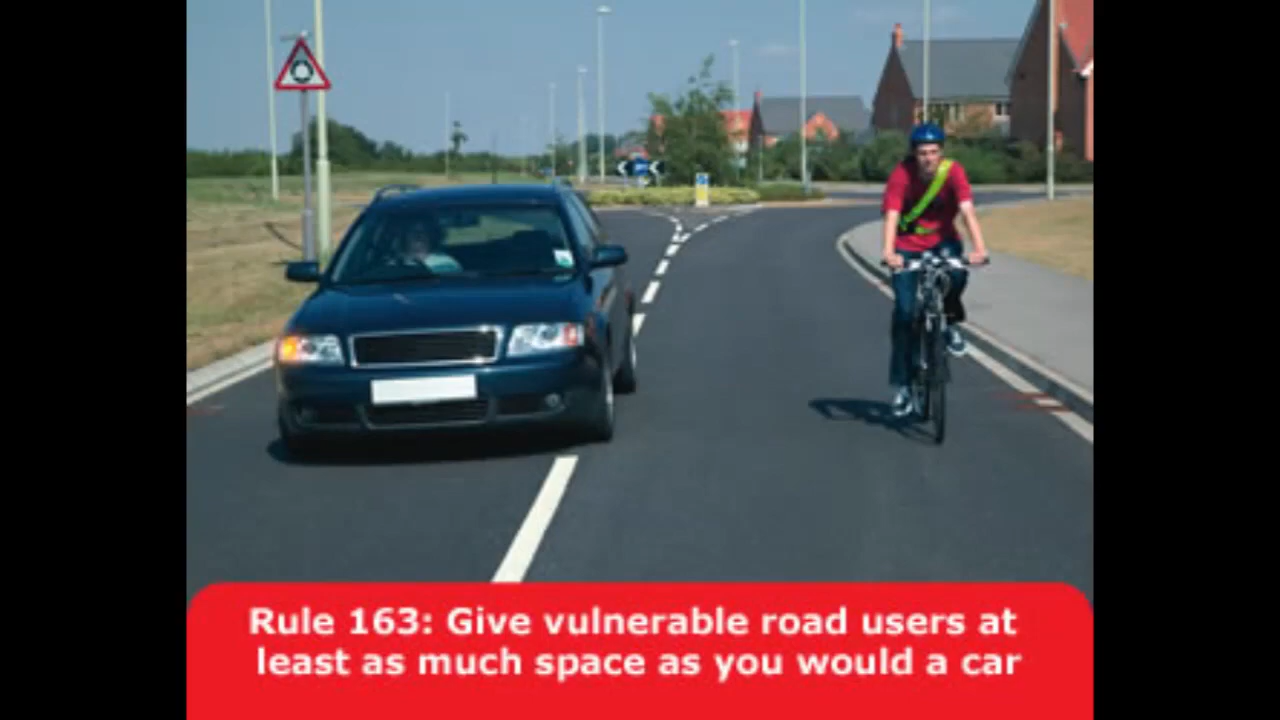 Rule 163: Give vulnerable road users at
least as much space as you would a car